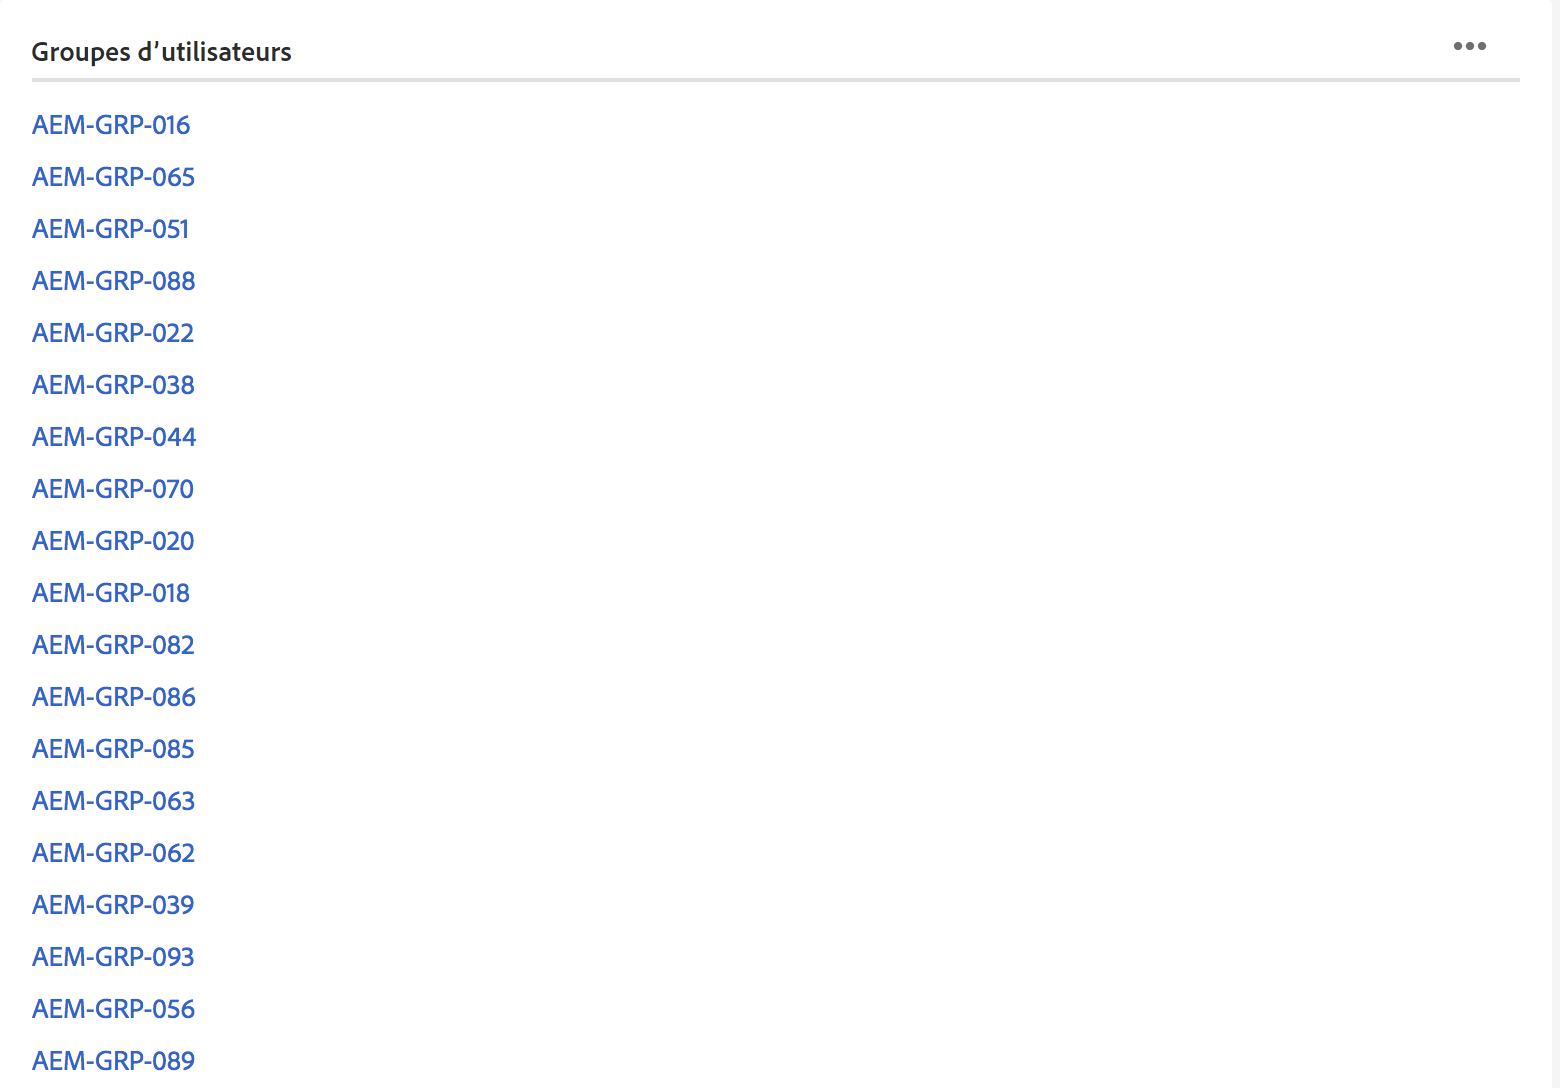 Groupes d’utilisateurs
AEM-GRP-016
AEM-GRP-065
AEM-GRP-051
AEM-GRP-088
AEM-GRP-022
AEM-GRP-038
AEM-GRP-044
AEM-GRP-070
AEM-GRP-020
AEM-GRP-018
AEM-GRP-082
AEM-GRP-086
AEM-GRP-085
AEM-GRP-063
AEM-GRP-062
AEM-GRP-039
AEM-GRP-093
AEM-GRP-056
AEM-GRP-089